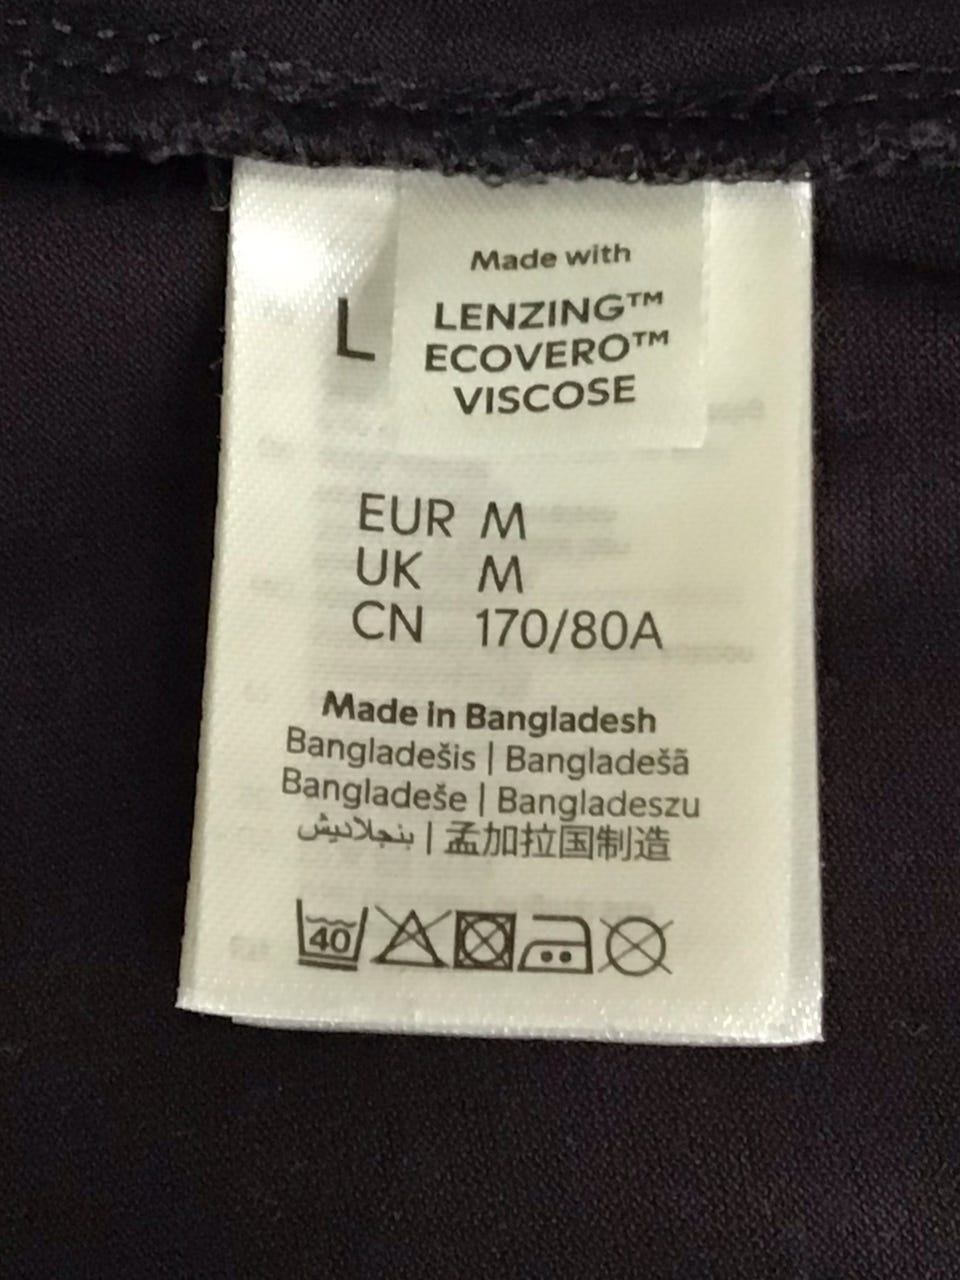 L
Made with
LENZING™
ECOVERO™
VISCOSE
EUR M
UK M
CN 170/80A
Made in Bangladesh
Bangladešis | Bangladešā
Bangladeše | Bangladeszu
بنجلاديش | 孟加拉国制造
40